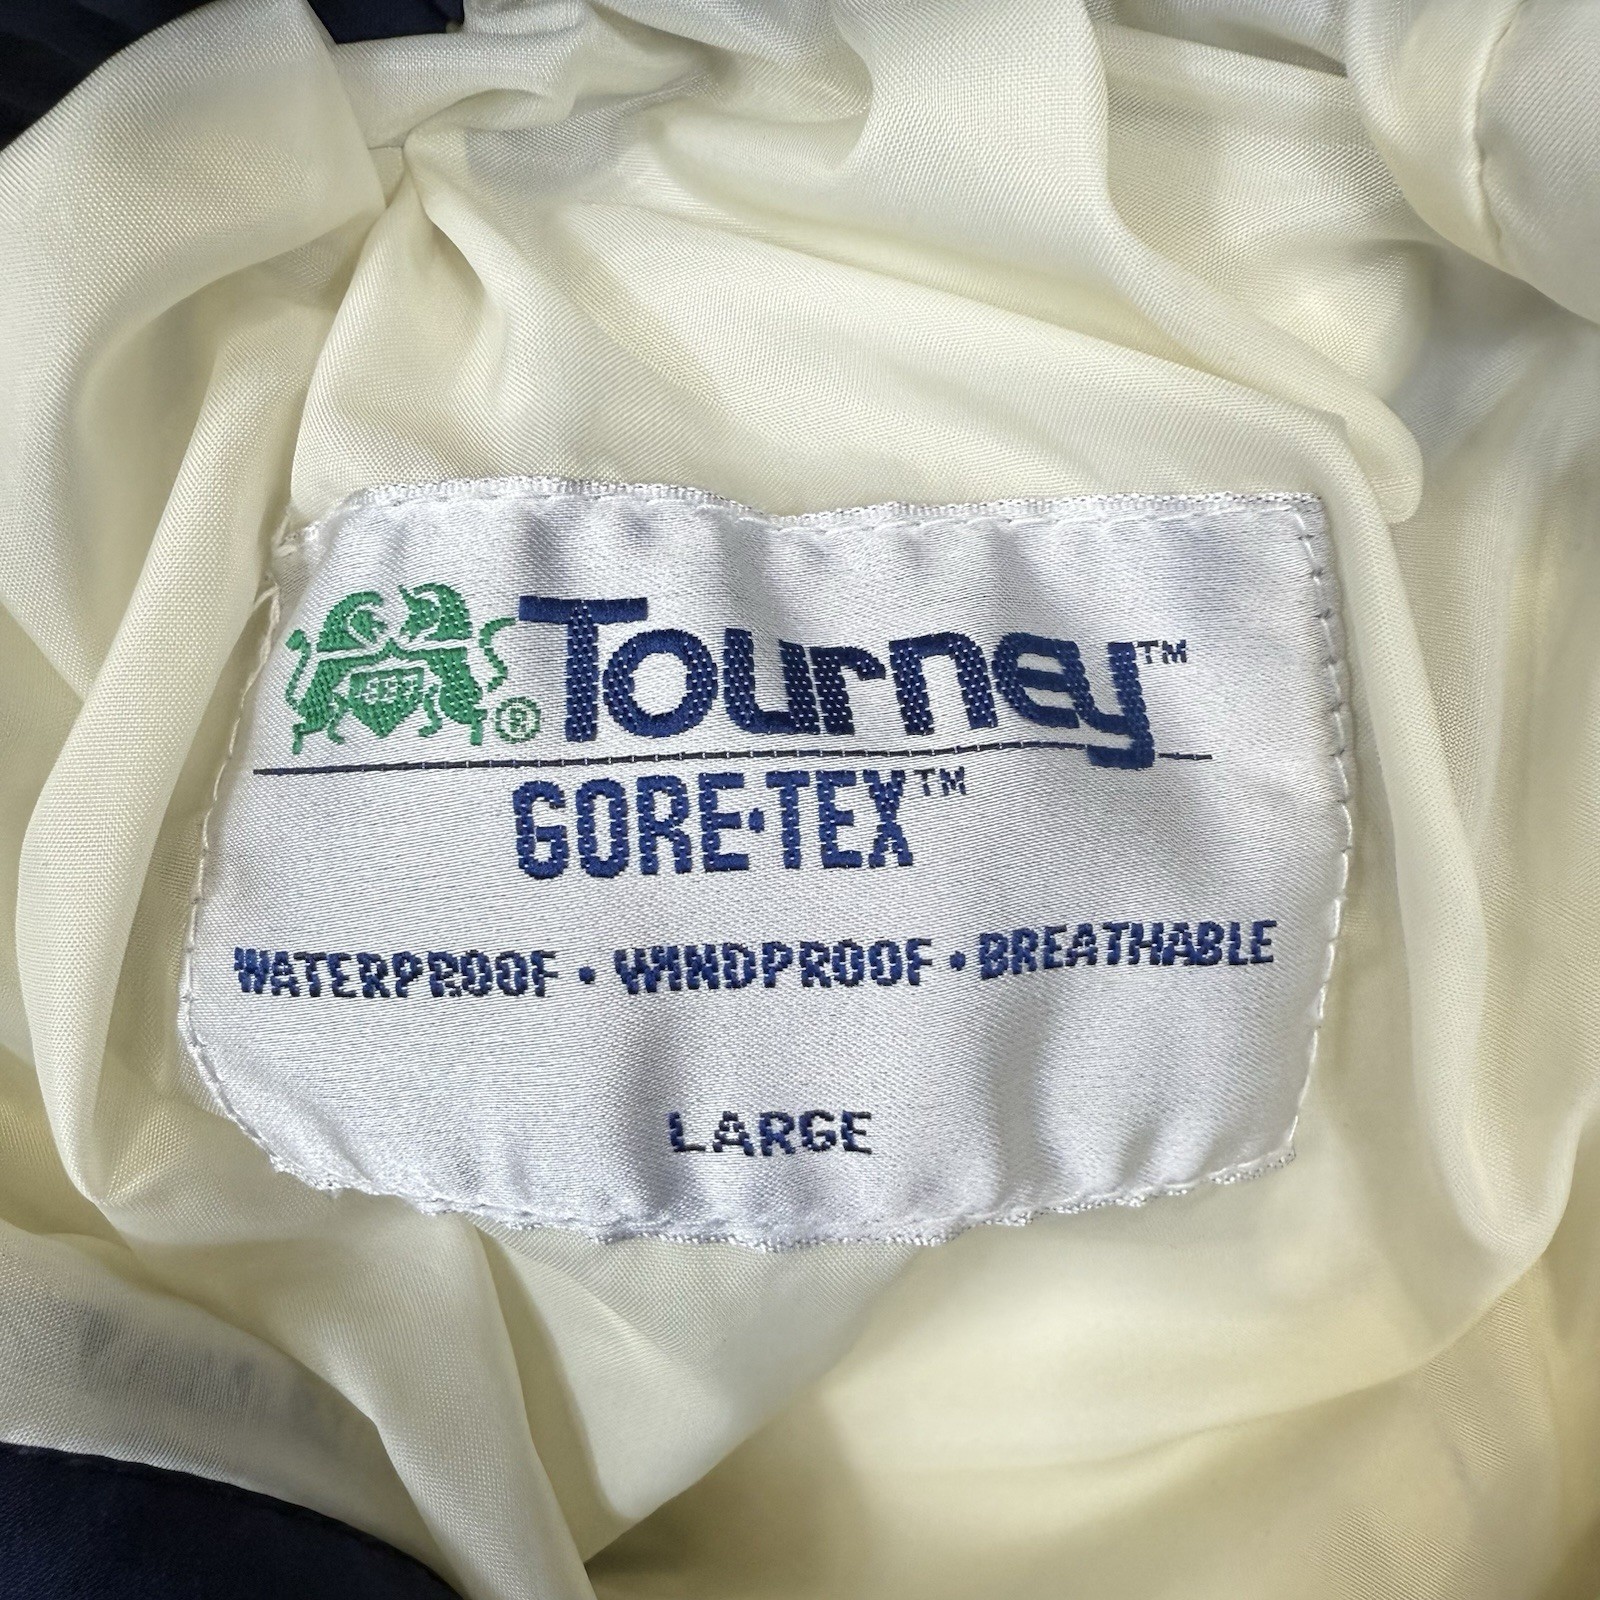 ® Tourney™
GORE·TEX™
WATERPROOF • WINDPROOF • BREATHABLE
LARGE